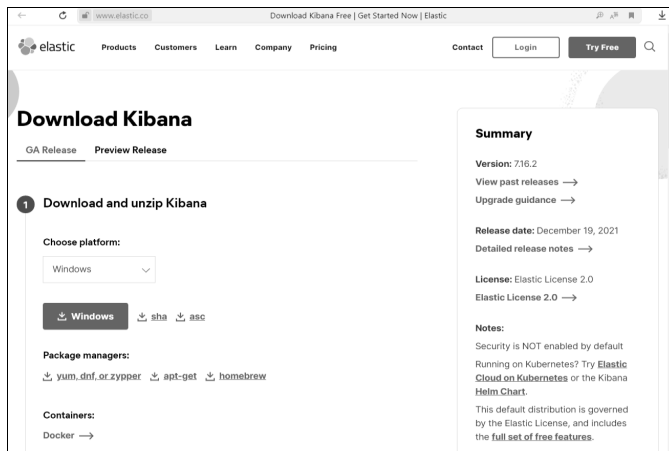 www.elastic.co
Download Kibana Free | Get Started Now | Elastic
elastic
Products Customers Learn Company Pricing
Contact Login Try Free
Download Kibana
GA Release Preview Release
1 Download and unzip Kibana
Choose platform:
Windows
Windows sha asc
Package managers:
yum, dnf, or zypper apt-get homebrew
Containers:
Docker
Summary
Version: 7.16.2
View past releases
Upgrade guidance
Release date: December 19, 2021
Detailed release notes
License: Elastic License 2.0
Elastic License 2.0
Notes:
Security is NOT enabled by default
Running on Kubernetes? Try Elastic
Cloud on Kubernetes or the Kibana
Helm Chart.
This default distribution is governed
by the Elastic License, and includes
the full set of free features.